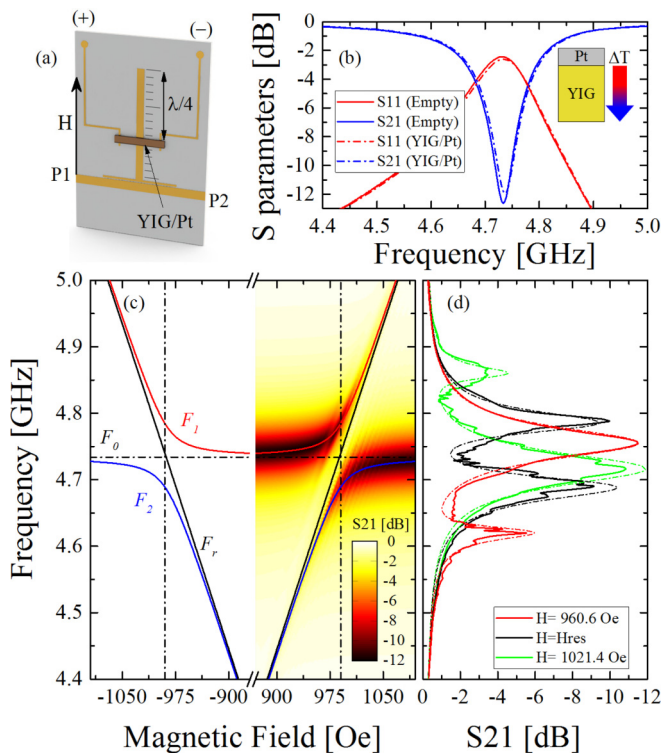 (+)
(−)
(a)
λ/4
H
P1
P2
YIG/Pt
(b)
S parameters [dB]
0
-2
-4
-6
-8
-10
-12
S11 (Empty)
S21 (Empty)
S11 (YIG/Pt)
S21 (YIG/Pt)
Pt
ΔT
YIG
4.4 4.5 4.6 4.7 4.8 4.9 5.0
Frequency [GHz]
(c)
Frequency [GHz]
5.0
4.9
4.8
4.7
4.6
4.5
4.4
F0
F1
F2
Fr
S21 [dB]
0
-2
-4
-6
-8
-10
-12
-1050 -975 -900 900 975 1050
Magnetic Field [Oe]
(d)
H= 960.6 Oe
H=Hres
H= 1021.4 Oe
0 -2 -4 -6 -8 -10 -12
S21 [dB]